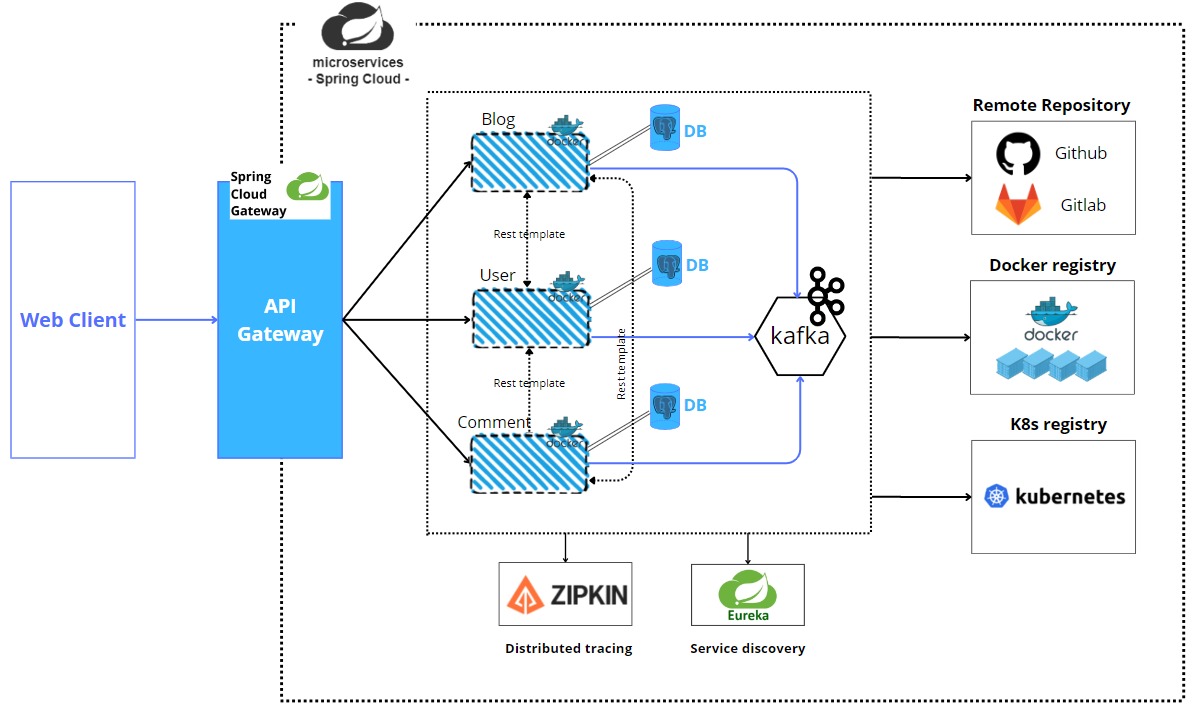 microservices
- Spring Cloud -
Web Client
Spring
Cloud
Gateway
API
Gateway
Blog
docker
DB
Rest template
User
docker
DB
Rest template
Rest template
Comment
docker
DB
kafka
Remote Repository
Github
Gitlab
Docker registry
docker
K8s registry
kubernetes
ZIPKIN
Distributed tracing
Eureka
Service discovery